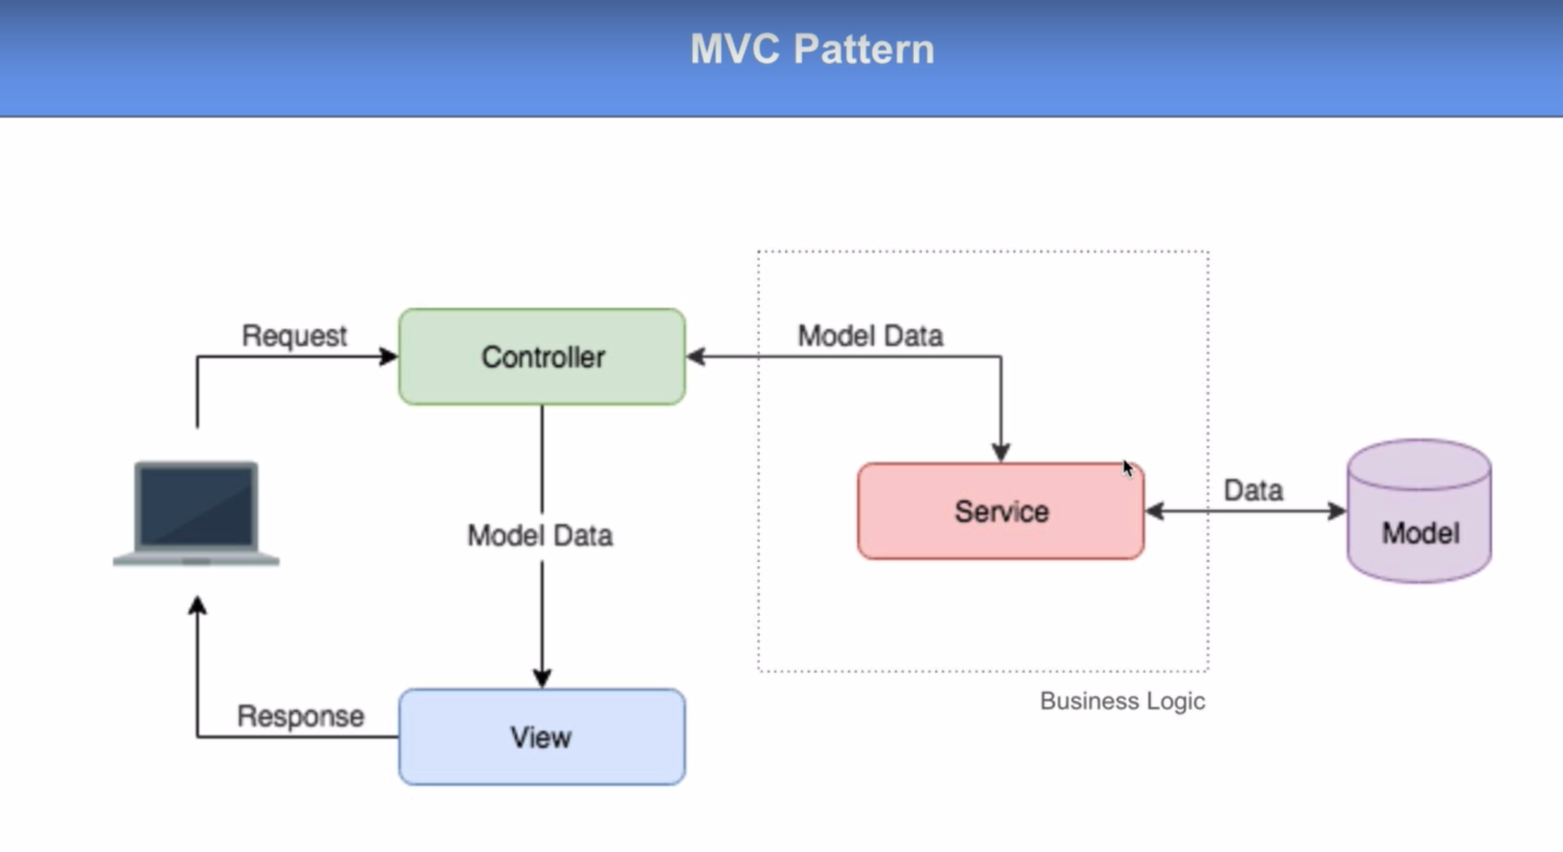 MVC Pattern
Request
Controller
Model Data
Service
Data
Model
Business Logic
Model Data
Response
View